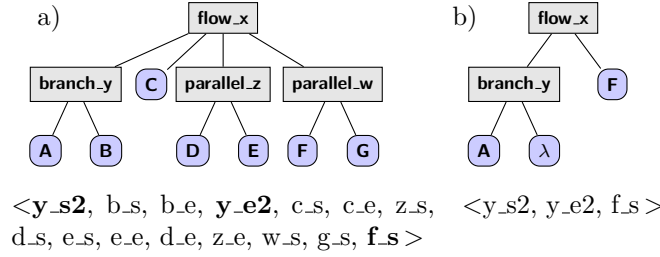 a) flow_x b) flow_x
branch_y C parallel_z parallel_w branch_y F
A B D E F G A λ
<y_s2, b_s, b_e, y_e2, c_s, c_e, z_s,
d_s, e_s, e_e, d_e, z_e, w_s, g_s, f_s>
<y_s2, y_e2, f_s>